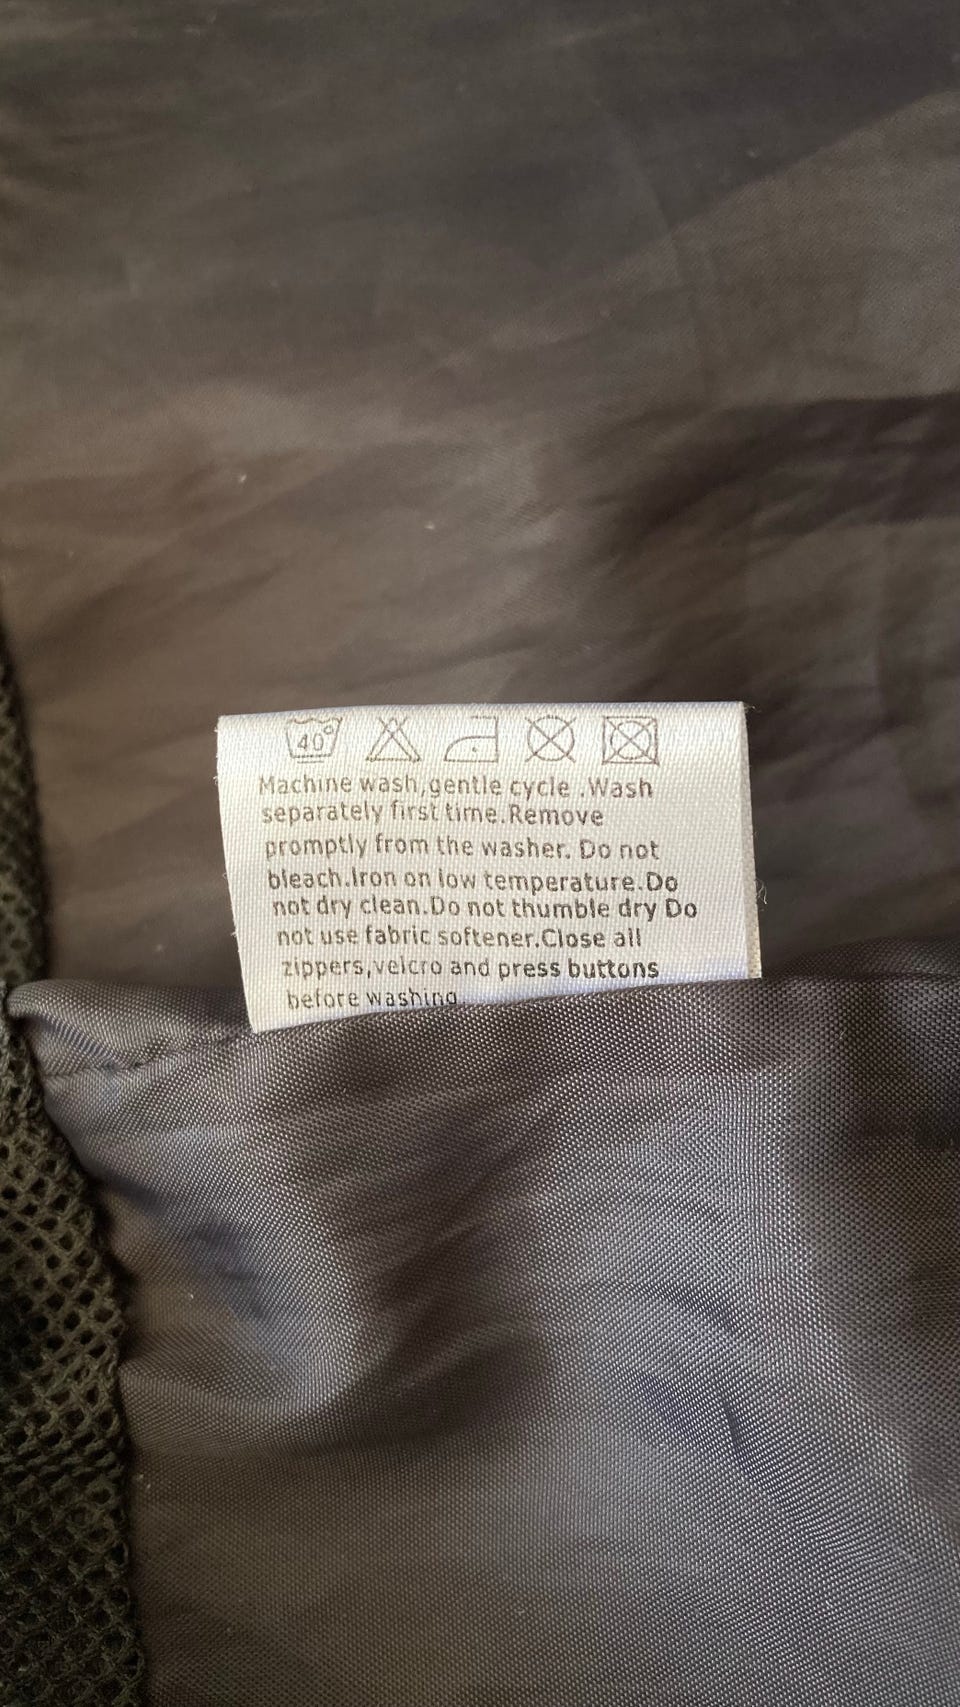 40°
Machine wash,gentle cycle .Wash
separately first time.Remove
promptly from the washer. Do not
bleach.Iron on low temperature.Do
not dry clean.Do not thumble dry Do
not use fabric softener.Close all
zippers,velcro and press buttons
before washing.